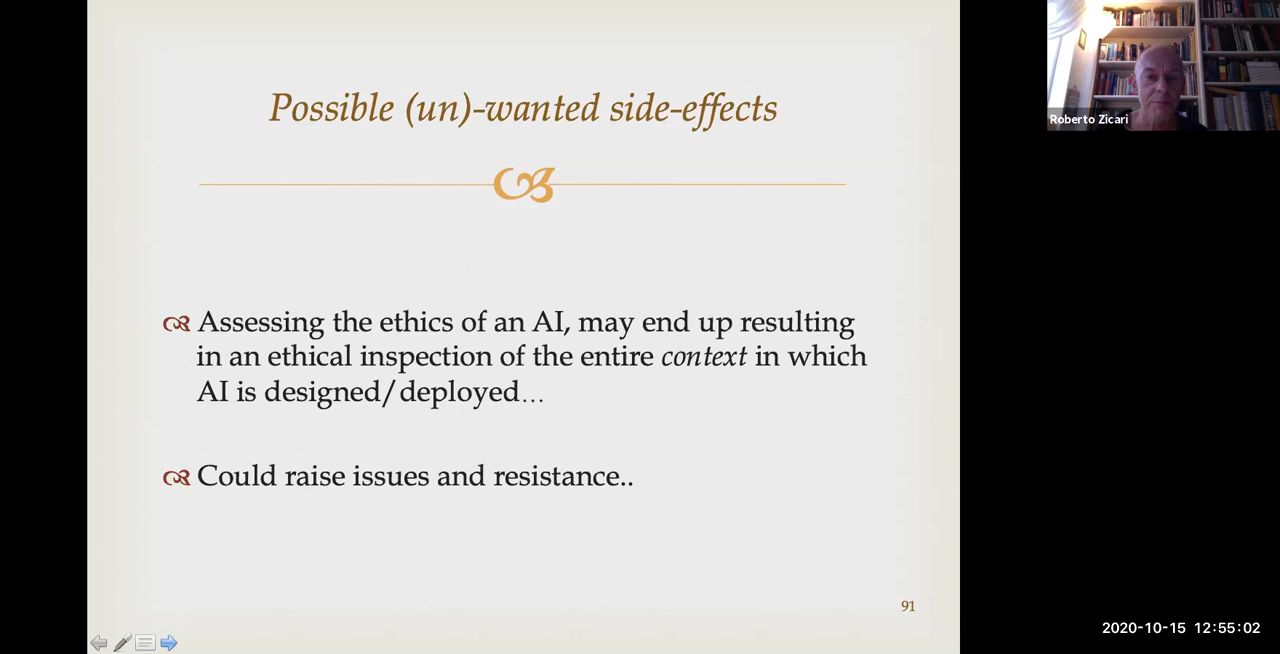 Possible (un)-wanted side-effects
Assessing the ethics of an AI, may end up resulting
in an ethical inspection of the entire context in which
AI is designed/deployed…
Could raise issues and resistance..
91
Roberto Zicari
2020-10-15 12:55:02